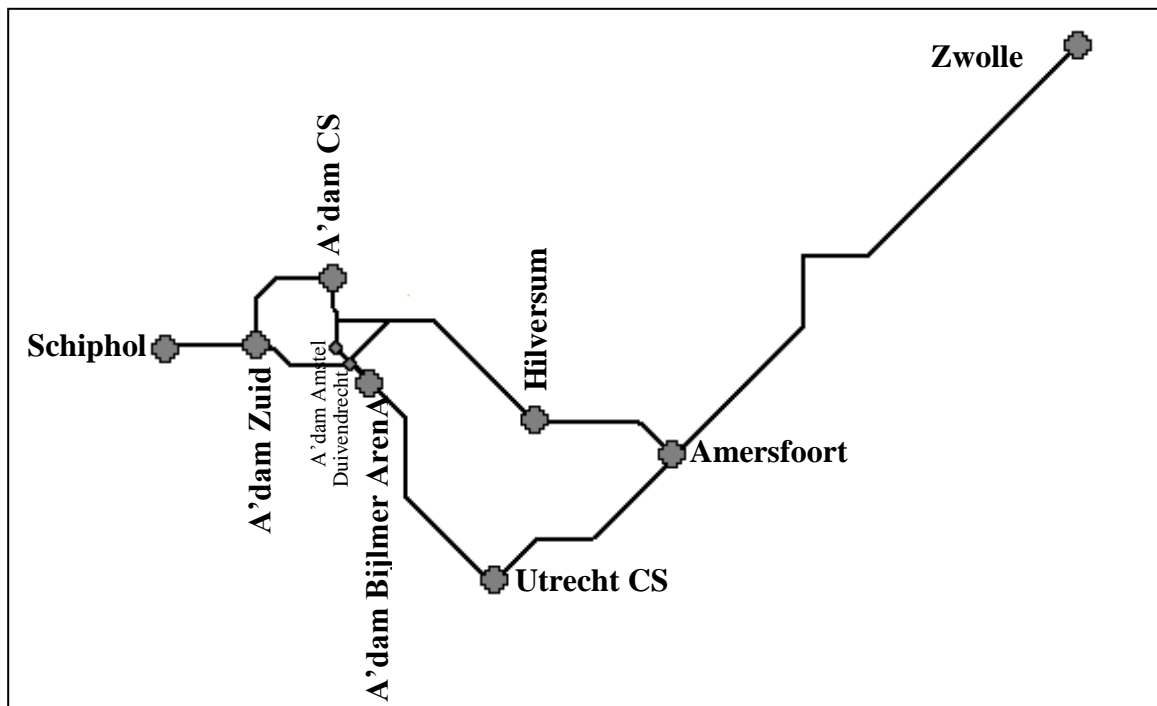 Zwolle
A’dam CS
Schiphol
Hilversum
A’dam Zuid
A’dam Amstel
Duivendrecht
A’dam Bijlmer ArenA
Amersfoort
Utrecht CS